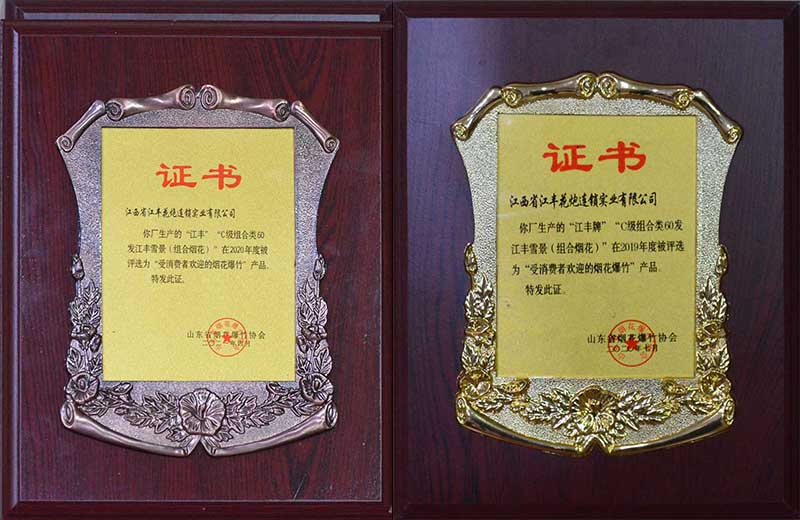 证书
江西省江丰花炮连锁实业有限公司
你厂生产的“江丰”“C级组合类60
发江丰雪景（组合烟花）”在2020年度被
评选为“受消费者欢迎的烟花爆竹”产品。
特发此证。
山东省烟花爆竹协会
证书
江西省江丰花炮连锁实业有限公司
你厂生产的“江丰牌”“C级组合类60发
江丰雪景（组合烟花）”在2019年度被评选
为“受消费者欢迎的烟花爆竹”产品。
特发此证。
山东省烟花爆竹协会
二〇二〇年七月